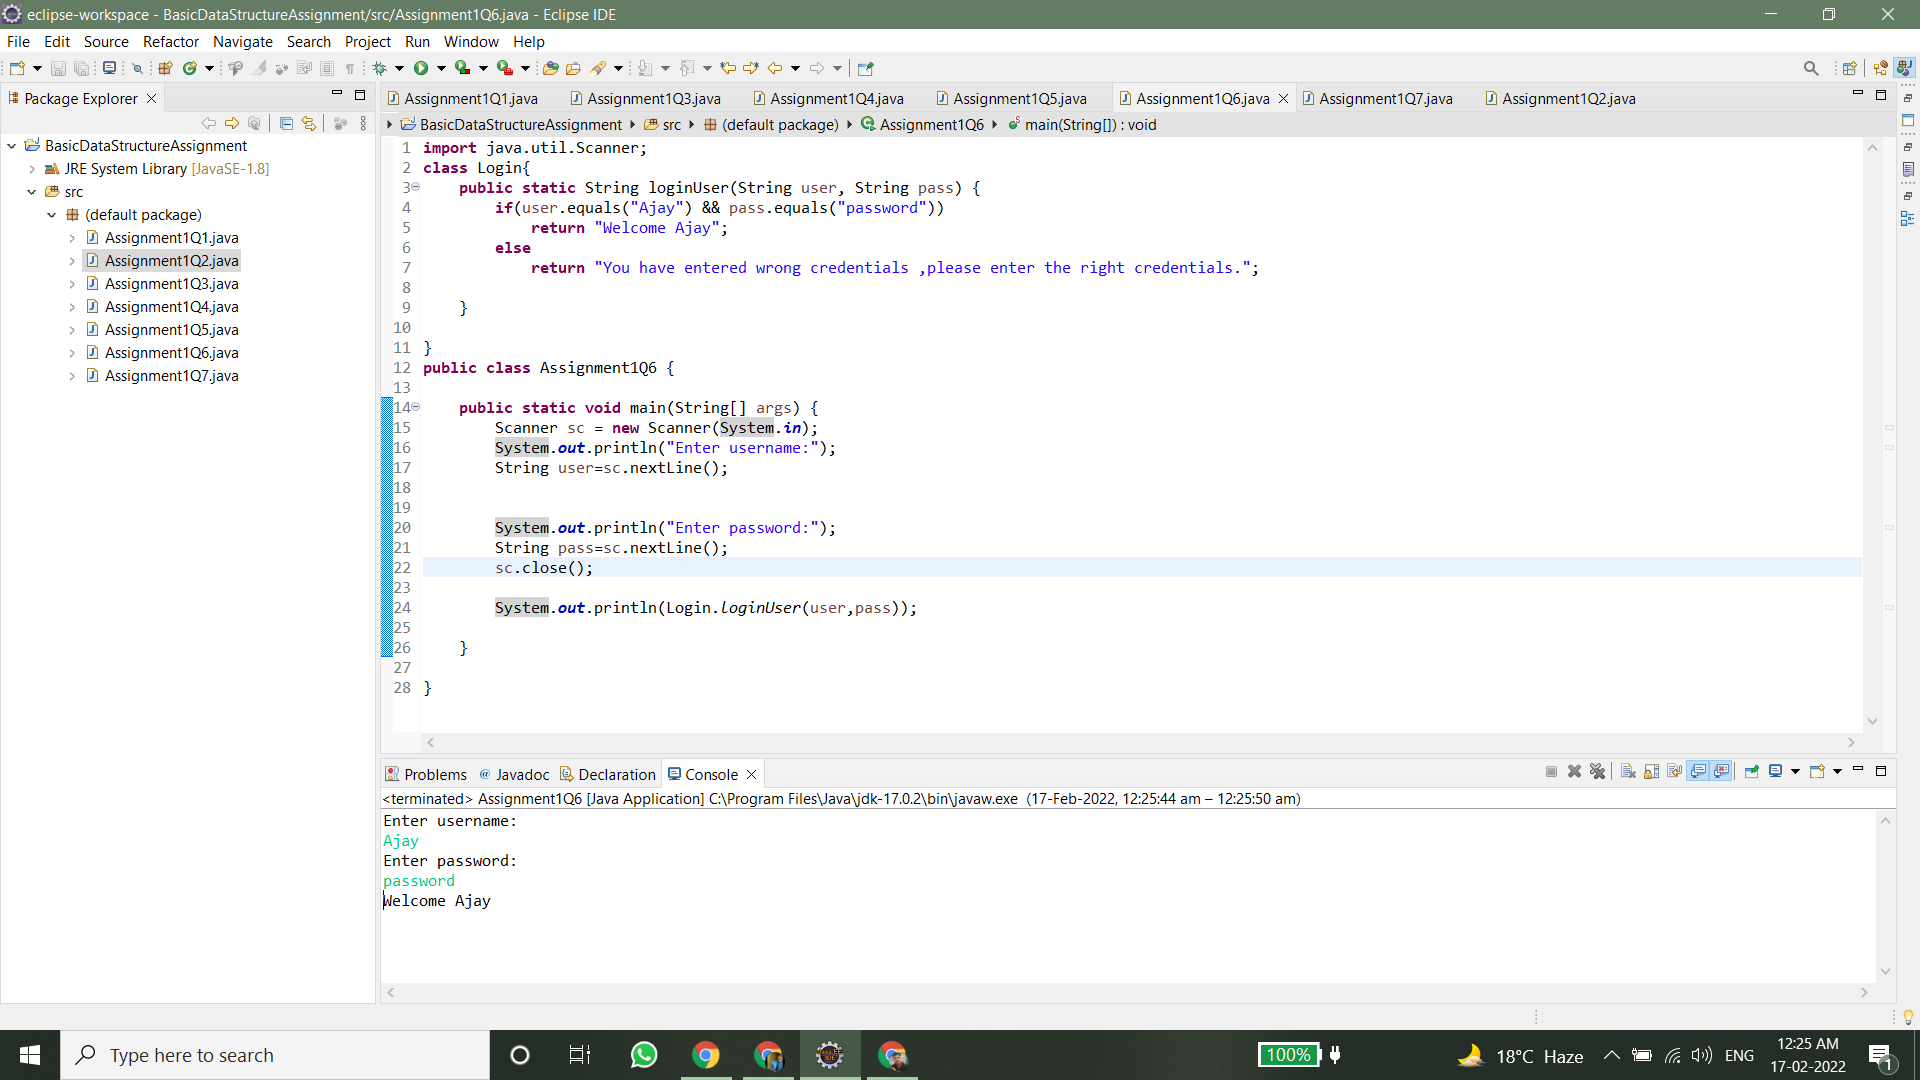 eclipse-workspace - BasicDataStructureAssignment/src/Assignment1Q6.java - Eclipse IDE
File Edit Source Refactor Navigate Search Project Run Window Help
Package Explorer
Assignment1Q1.java Assignment1Q3.java Assignment1Q4.java Assignment1Q5.java Assignment1Q6.java Assignment1Q7.java Assignment1Q2.java
BasicDataStructureAssignment src (default package) Assignment1Q6 main(String[]) : void
BasicDataStructureAssignment
JRE System Library [JavaSE-1.8]
src
(default package)
Assignment1Q1.java
Assignment1Q2.java
Assignment1Q3.java
Assignment1Q4.java
Assignment1Q5.java
Assignment1Q6.java
Assignment1Q7.java
1 import java.util.Scanner;
2 class Login{
3 public static String loginUser(String user, String pass) {
4 if(user.equals("Ajay") && pass.equals("password"))
5 return "Welcome Ajay";
6 else
7 return "You have entered wrong credentials ,please enter the right credentials.";
8
9 }
10
11 }
12 public class Assignment1Q6 {
13
14 public static void main(String[] args) {
15 Scanner sc = new Scanner(System.in);
16 System.out.println("Enter username:");
17 String user=sc.nextLine();
18
19
20 System.out.println("Enter password:");
21 String pass=sc.nextLine();
22 sc.close();
23
24 System.out.println(Login.loginUser(user,pass));
25
26 }
27
28 }
Problems Javadoc Declaration Console
<terminated> Assignment1Q6 [Java Application] C:\Program Files\Java\jdk-17.0.2\bin\javaw.exe (17-Feb-2022, 12:25:44 am – 12:25:50 am)
Enter username:
Ajay
Enter password:
password
Welcome Ajay
Type here to search
100%
18°C Haze
ENG
12:25 AM
17-02-2022
1